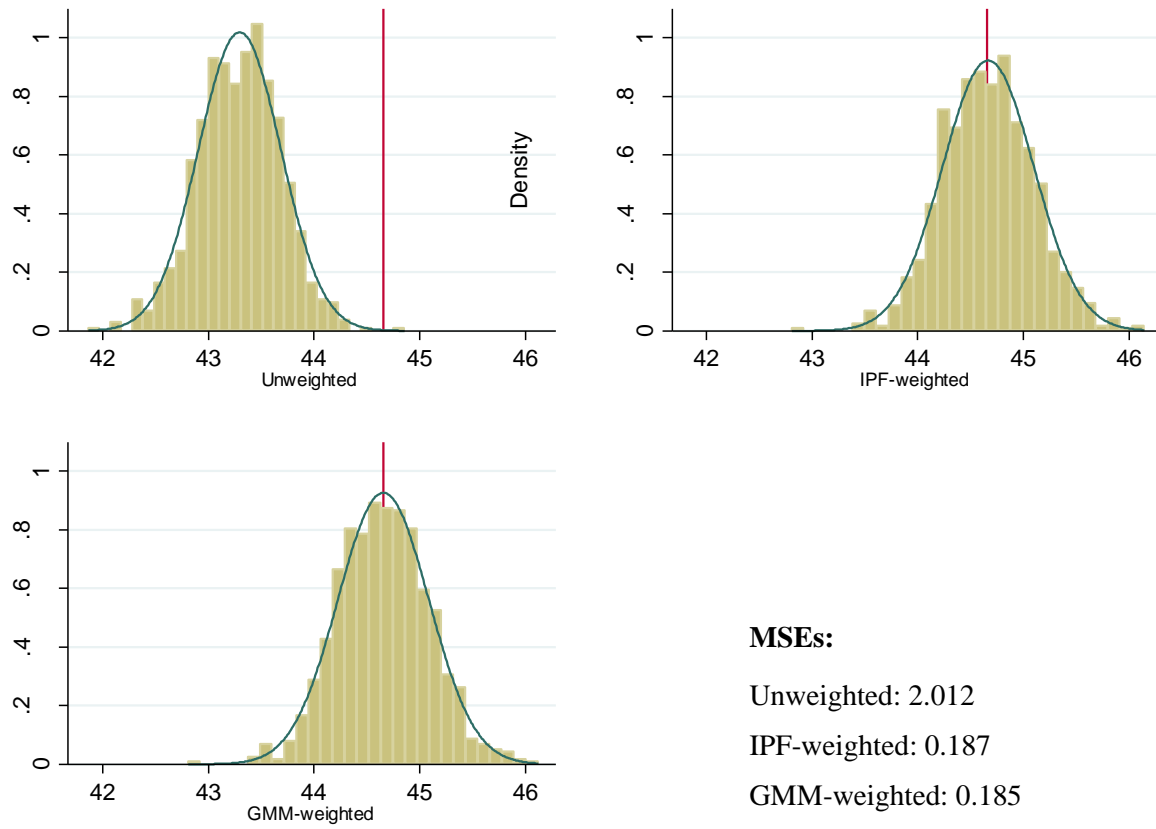 1
.8
.6
.4
.2
0
42 43 44 45 46
Unweighted
Density
1
.8
.6
.4
.2
0
42 43 44 45 46
IPF-weighted
1
.8
.6
.4
.2
0
42 43 44 45 46
GMM-weighted
MSEs:
Unweighted: 2.012
IPF-weighted: 0.187
GMM-weighted: 0.185